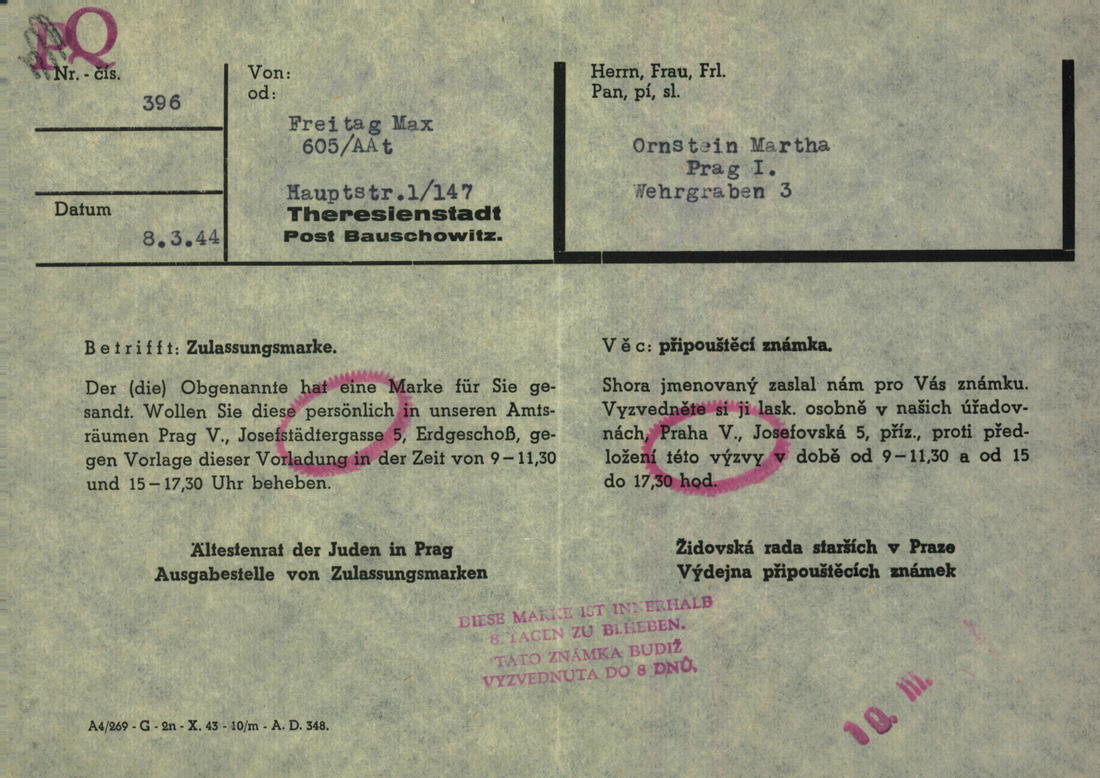 PQ
Nr. - čís.
396
Datum
8.3.44
Von:
od:
Freitag Max
605/AAt
Hauptstr.1/147
Theresienstadt
Post Bauschowitz.
Herrn, Frau, Frl.
Pan, pí, sl.
Ornstein Martha
Prag I.
Wehrgraben 3
Betrifft: Zulassungsmarke.
Der (die) Obgenannte hat eine Marke für Sie ge-
sandt. Wollen Sie diese persönlich in unseren Amts-
räumen Prag V., Josefstädtergasse 5, Erdgeschoß, ge-
gen Vorlage dieser Vorladung in der Zeit von 9—11,30
und 15—17,30 Uhr beheben.
Ältestenrat der Juden in Prag
Ausgabestelle von Zulassungsmarken
Věc: připouštěcí známka.
Shora jmenovaný zaslal nám pro Vás známku.
Vyzvedněte si ji lask. osobně v našich úřadov-
nách, Praha V., Josefovská 5, příz., proti před-
ložení této výzvy v době od 9—11,30 a od 15
do 17,30 hod.
Židovská rada starších v Praze
Výdejna připouštěcích známek
DIESE MARKE IST INNERHALB
8 TAGEN ZU BEHEBEN.
TATO ZNÁMKA BUDIŽ
VYZVEDNUTA DO 8 DNŮ.
10. III.
A4/269 - G - 2n - X. 43 - 10/m - A. D. 348.